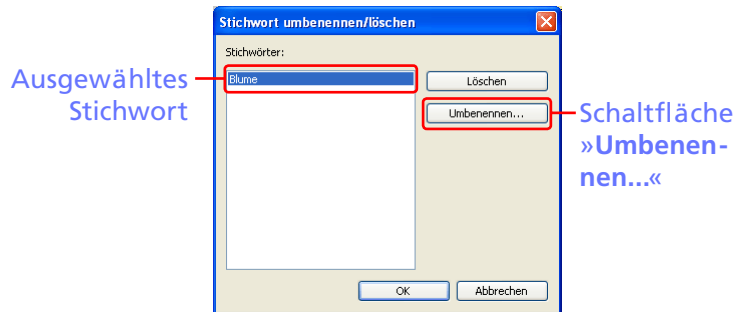 Stichwort umbenennen/löschen
Stichwörter:
Ausgewähltes
Stichwort
Blume
Löschen
Umbenennen...
Schaltfläche
»Umbenen-
nen...«
OK
Abbrechen